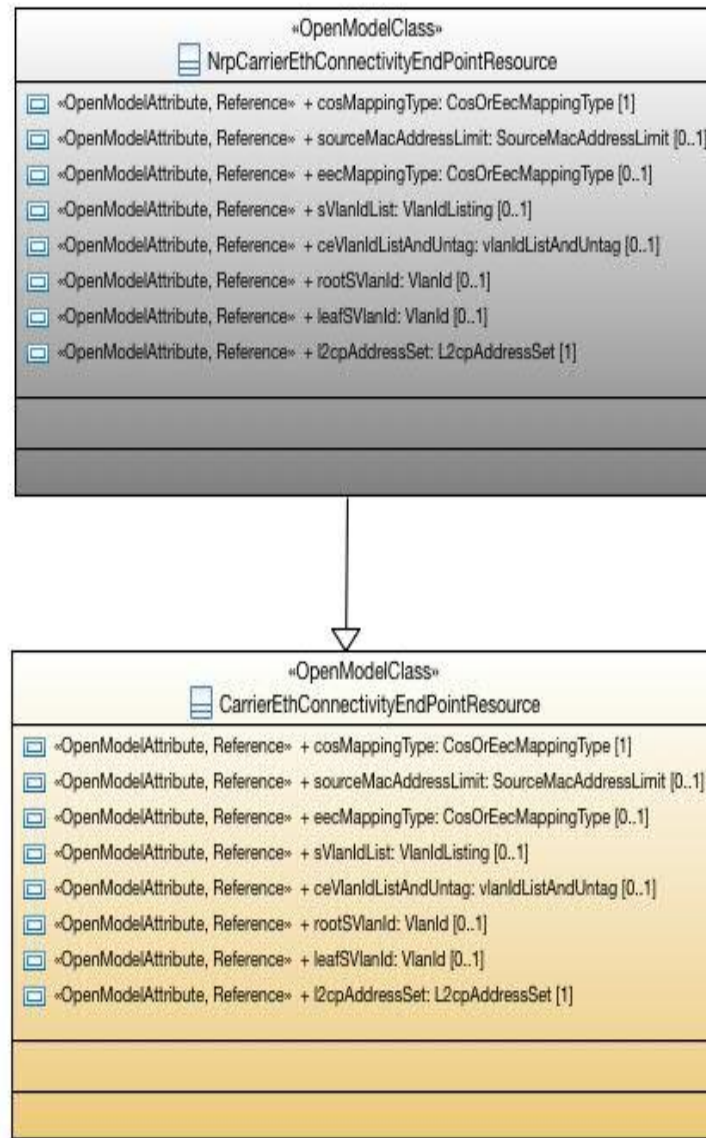 «OpenModelClass»
NrpCarrierEthConnectivityEndPointResource
«OpenModelAttribute, Reference» + cosMappingType: CosOrEecMappingType [1]
«OpenModelAttribute, Reference» + sourceMacAddressLimit: SourceMacAddressLimit [0..1]
«OpenModelAttribute, Reference» + eecMappingType: CosOrEecMappingType [0..1]
«OpenModelAttribute, Reference» + sVlanIdList: VlanIdListing [0..1]
«OpenModelAttribute, Reference» + ceVlanIdListAndUntag: vlanIdListAndUntag [0..1]
«OpenModelAttribute, Reference» + rootSVlanId: VlanId [0..1]
«OpenModelAttribute, Reference» + leafSVlanId: VlanId [0..1]
«OpenModelAttribute, Reference» + l2cpAddressSet: L2cpAddressSet [1]
«OpenModelClass»
CarrierEthConnectivityEndPointResource
«OpenModelAttribute, Reference» + cosMappingType: CosOrEecMappingType [1]
«OpenModelAttribute, Reference» + sourceMacAddressLimit: SourceMacAddressLimit [0..1]
«OpenModelAttribute, Reference» + eecMappingType: CosOrEecMappingType [0..1]
«OpenModelAttribute, Reference» + sVlanIdList: VlanIdListing [0..1]
«OpenModelAttribute, Reference» + ceVlanIdListAndUntag: vlanIdListAndUntag [0..1]
«OpenModelAttribute, Reference» + rootSVlanId: VlanId [0..1]
«OpenModelAttribute, Reference» + leafSVlanId: VlanId [0..1]
«OpenModelAttribute, Reference» + l2cpAddressSet: L2cpAddressSet [1]